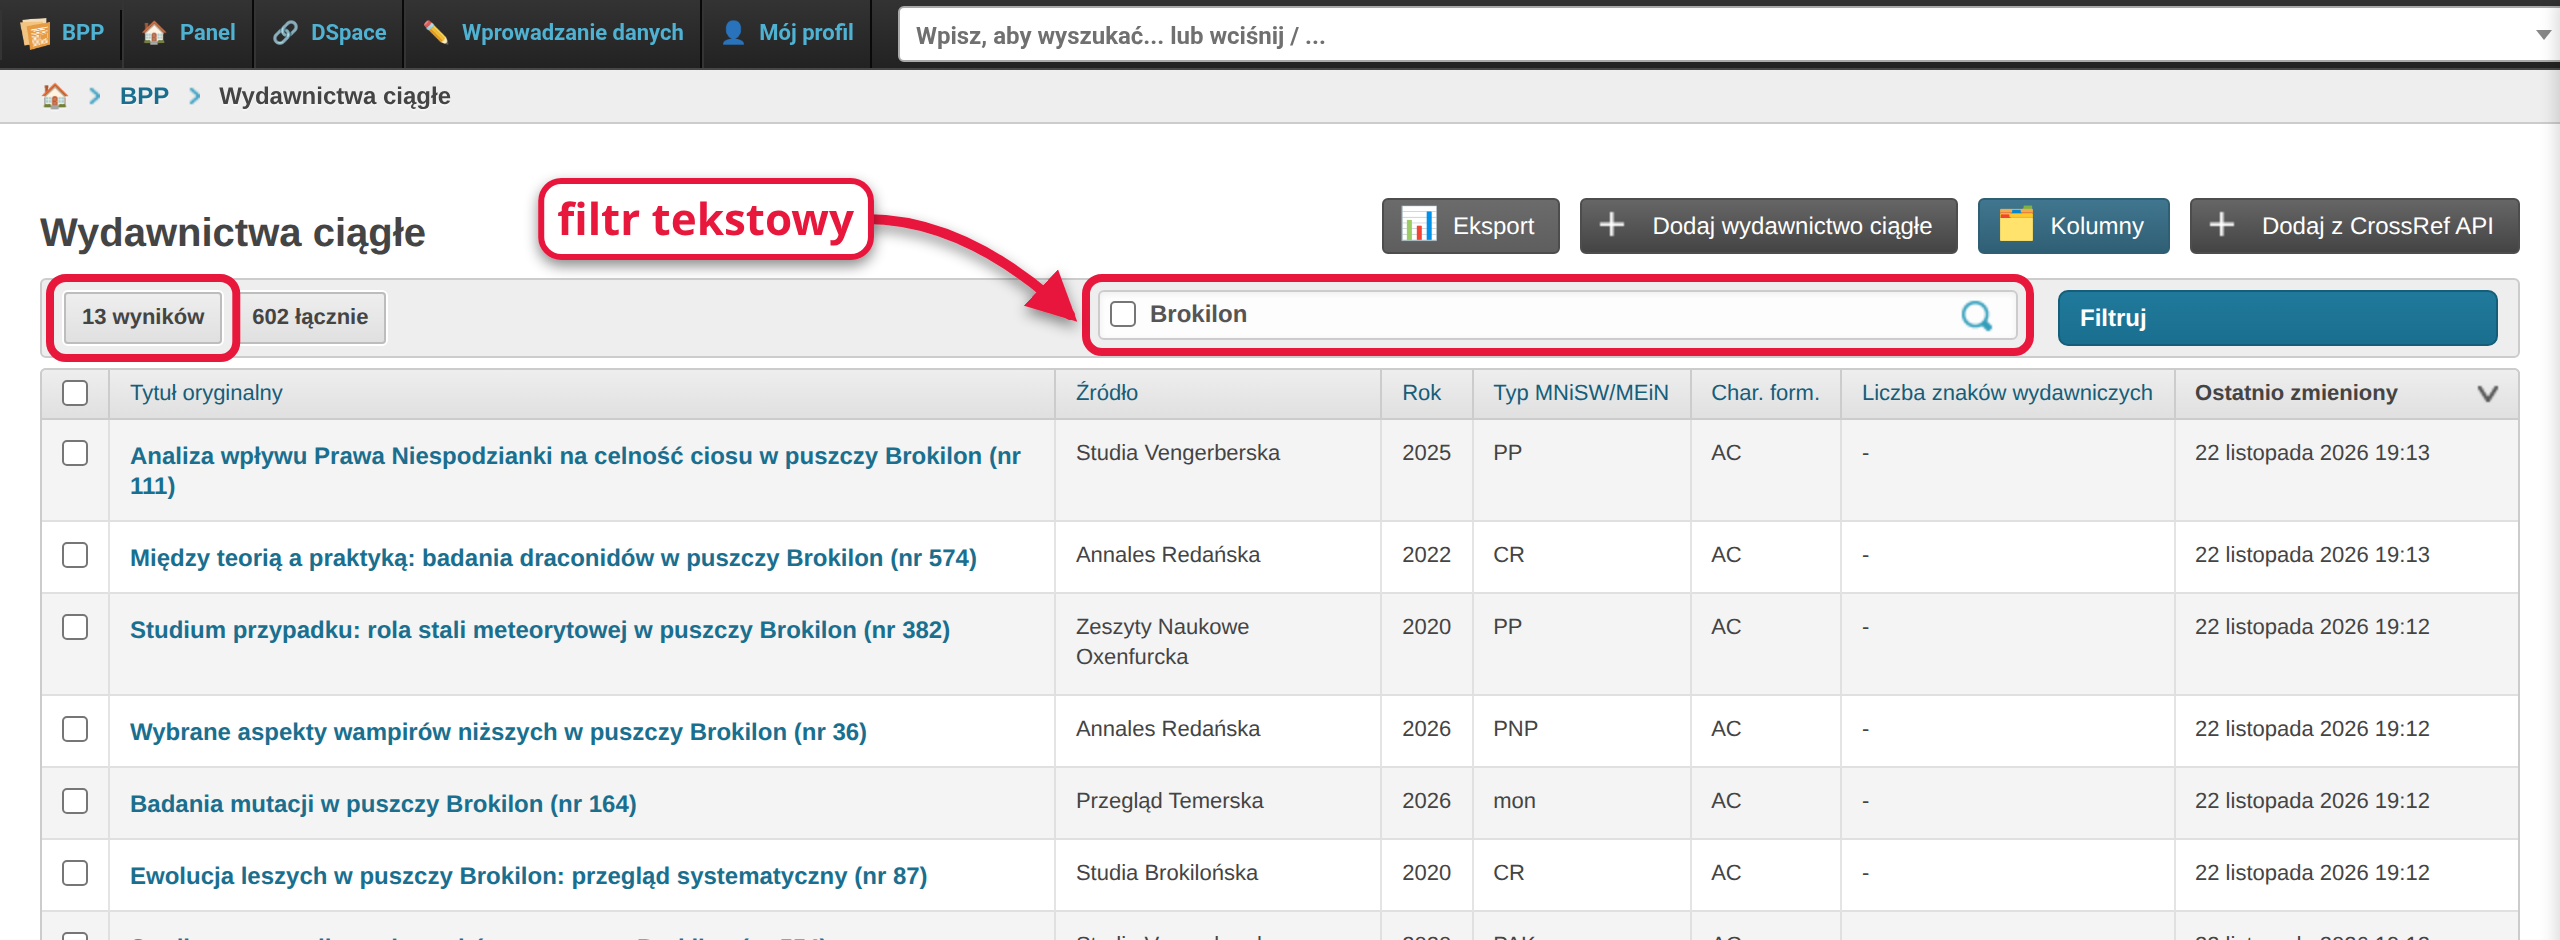 BPP Panel DSpace Wprowadzanie danych Mój profil Wpisz, aby wyszukać... lub wciśnij / ...
BPP Wydawnictwa ciągłe
filtr tekstowy
Wydawnictwa ciągłe
Eksport Dodaj wydawnictwo ciągłe Kolumny Dodaj z CrossRef API
13 wyników 602 łącznie Brokilon Filtruj
Tytuł oryginalny Źródło Rok Typ MNiSW/MEiN Char. form. Liczba znaków wydawniczych Ostatnio zmieniony
Analiza wpływu Prawa Niespodzianki na celność ciosu w puszczy Brokilon (nr Studia Vengerberska 2025 PP AC - 22 listopada 2026 19:13
111)
Między teorią a praktyką: badania draconidów w puszczy Brokilon (nr 574) Annales Redańska 2022 CR AC - 22 listopada 2026 19:13
Studium przypadku: rola stali meteorytowej w puszczy Brokilon (nr 382) Zeszyty Naukowe 2020 PP AC - 22 listopada 2026 19:12
Oxenfurcka
Wybrane aspekty wampirów niższych w puszczy Brokilon (nr 36) Annales Redańska 2026 PNP AC - 22 listopada 2026 19:12
Badania mutacji w puszczy Brokilon (nr 164) Przegląd Temerska 2026 mon AC - 22 listopada 2026 19:12
Ewolucja leszych w puszczy Brokilon: przegląd systematyczny (nr 87) Studia Brokilońska 2020 CR AC - 22 listopada 2026 19:12